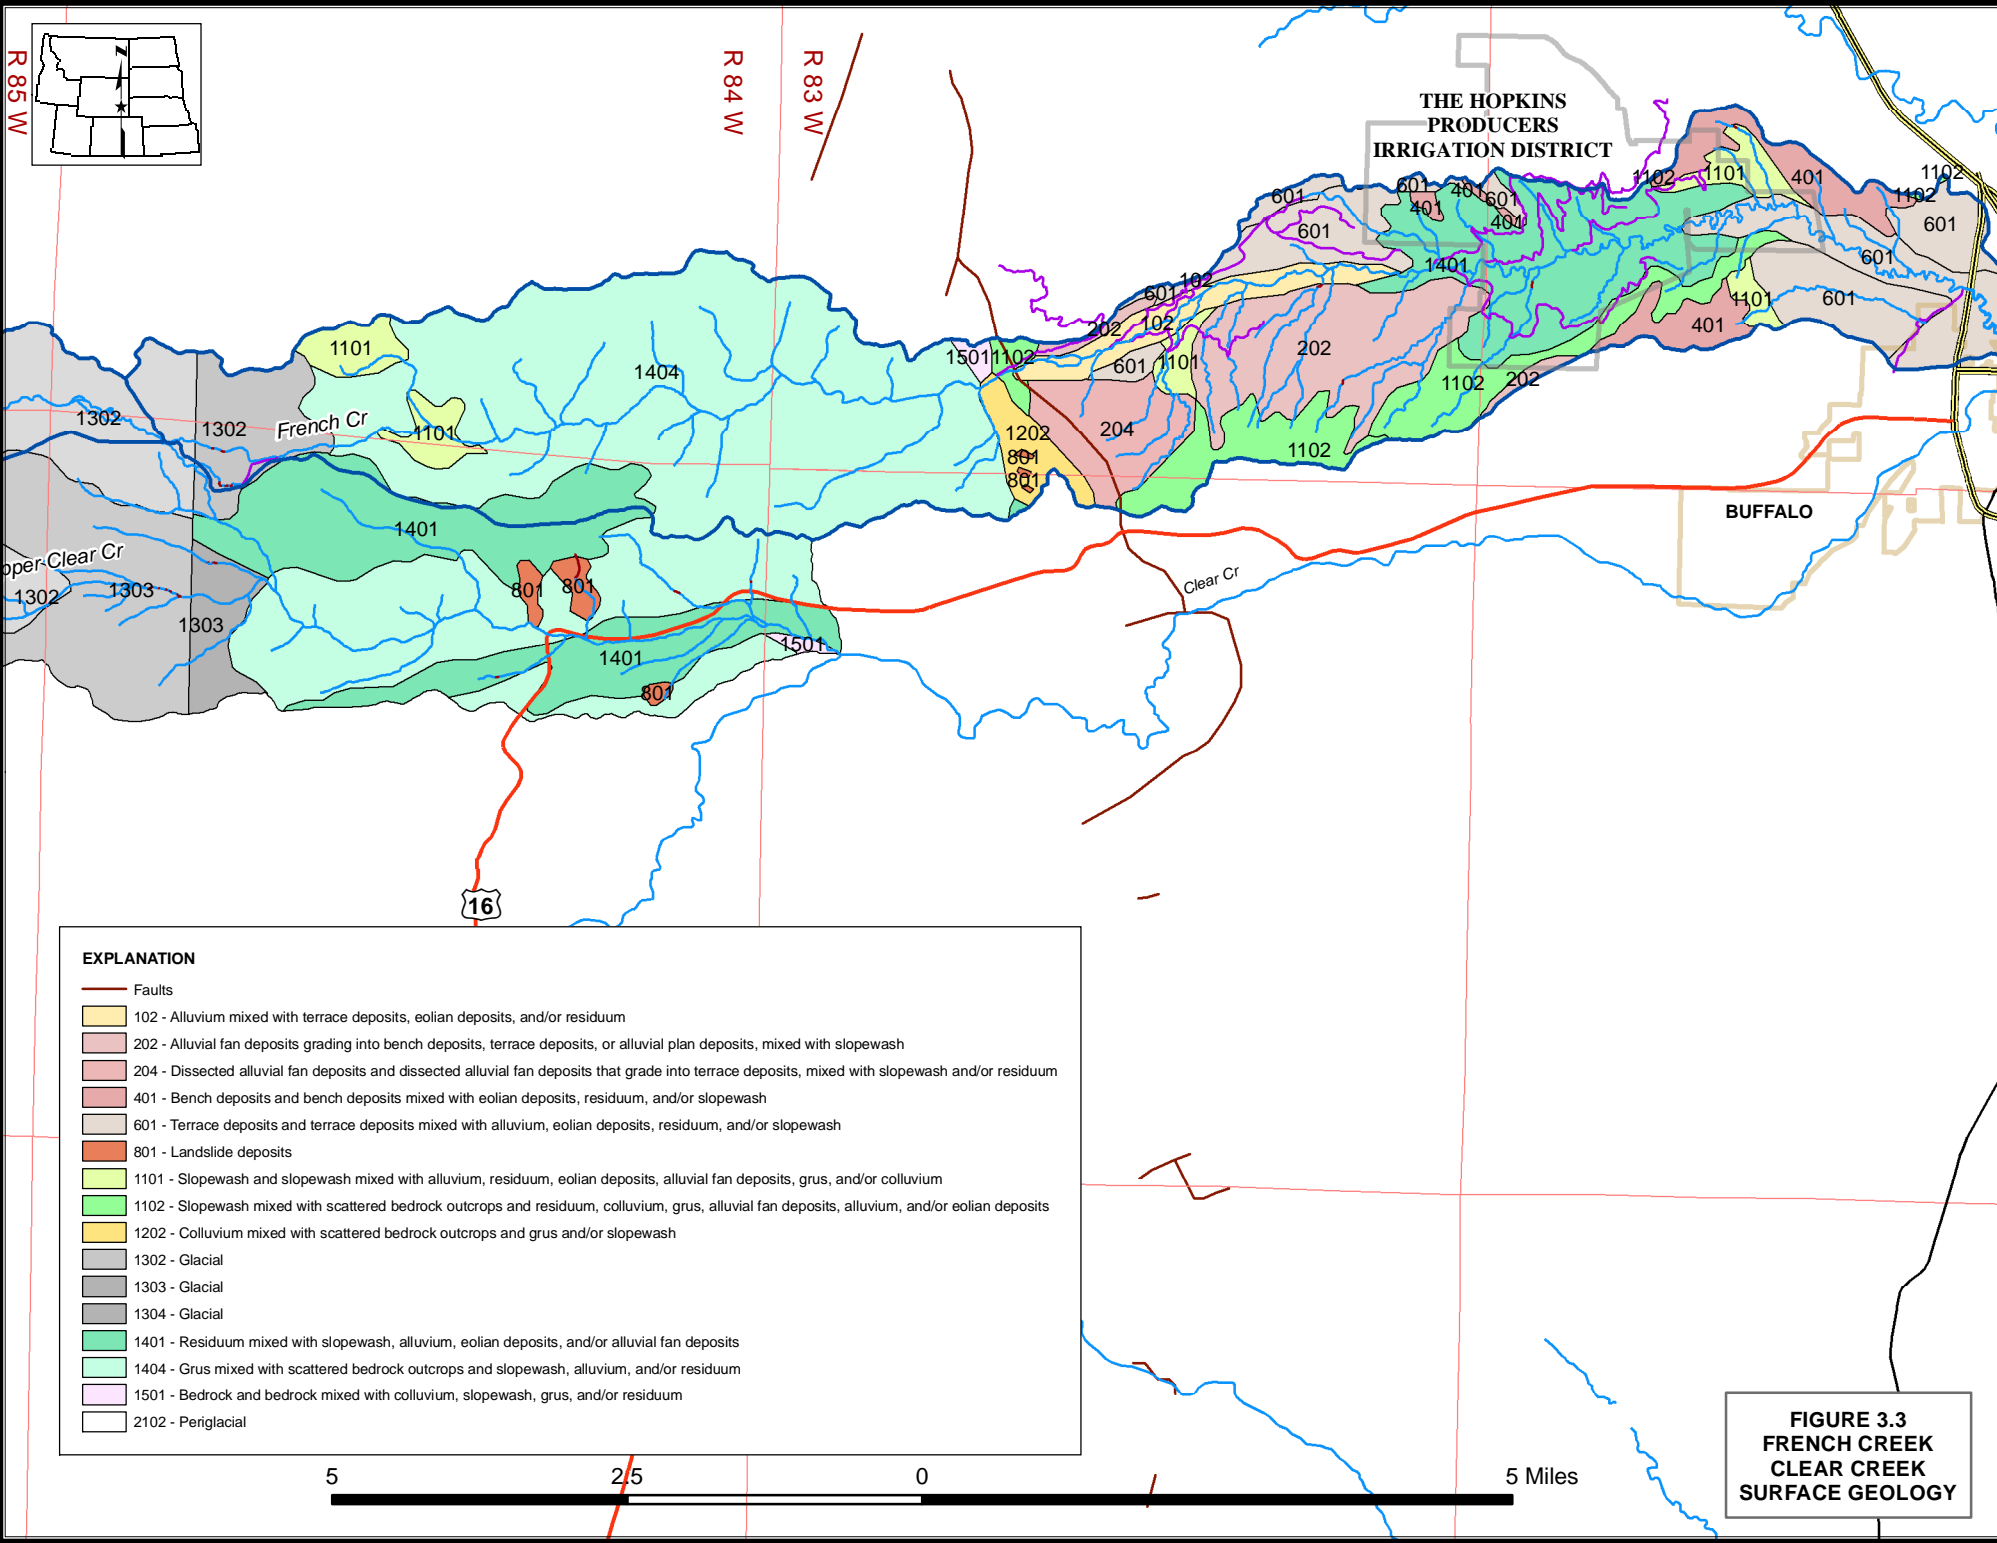 R 85 W
R 84 W
R 83 W
N
THE HOPKINS
PRODUCERS
IRRIGATION DISTRICT
601
401
601
401
601
401
1102
1101
401
1102
1102
601
601
601
1401
601
102
601
202
102
1501
1102
601
1101
202
1102
202
401
1101
601
1101
1404
1302
1302
French Cr
1101
1202
801
801
204
1102
1401
BUFFALO
pper Clear Cr
1302
1303
1303
801
801
1401
1501
801
Clear Cr
16
EXPLANATION
Faults
102 - Alluvium mixed with terrace deposits, eolian deposits, and/or residuum
202 - Alluvial fan deposits grading into bench deposits, terrace deposits, or alluvial plan deposits, mixed with slopewash
204 - Dissected alluvial fan deposits and dissected alluvial fan deposits that grade into terrace deposits, mixed with slopewash and/or residuum
401 - Bench deposits and bench deposits mixed with eolian deposits, residuum, and/or slopewash
601 - Terrace deposits and terrace deposits mixed with alluvium, eolian deposits, residuum, and/or slopewash
801 - Landslide deposits
1101 - Slopewash and slopewash mixed with alluvium, residuum, eolian deposits, alluvial fan deposits, grus, and/or colluvium
1102 - Slopewash mixed with scattered bedrock outcrops and residuum, colluvium, grus, alluvial fan deposits, alluvium, and/or eolian deposits
1202 - Colluvium mixed with scattered bedrock outcrops and grus and/or slopewash
1302 - Glacial
1303 - Glacial
1304 - Glacial
1401 - Residuum mixed with slopewash, alluvium, eolian deposits, and/or alluvial fan deposits
1404 - Grus mixed with scattered bedrock outcrops and slopewash, alluvium, and/or residuum
1501 - Bedrock and bedrock mixed with colluvium, slopewash, grus, and/or residuum
2102 - Periglacial
5 2.5 0 5 Miles
FIGURE 3.3
FRENCH CREEK
CLEAR CREEK
SURFACE GEOLOGY